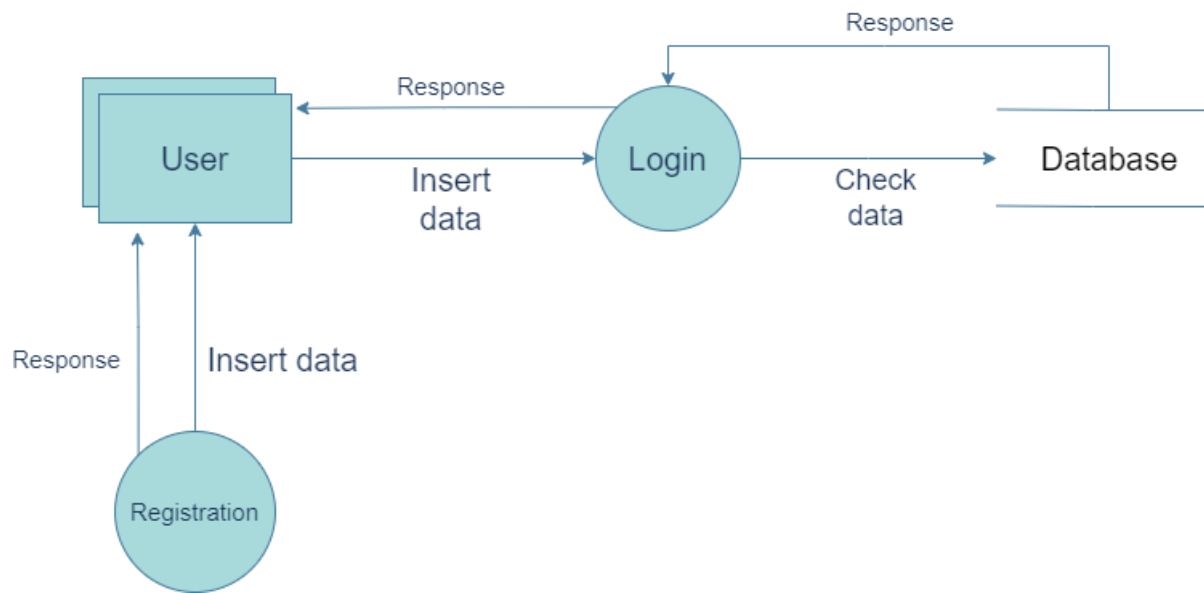 Response
Response
User
Login
Database
Insert
data
Check
data
Response
Insert data
Registration